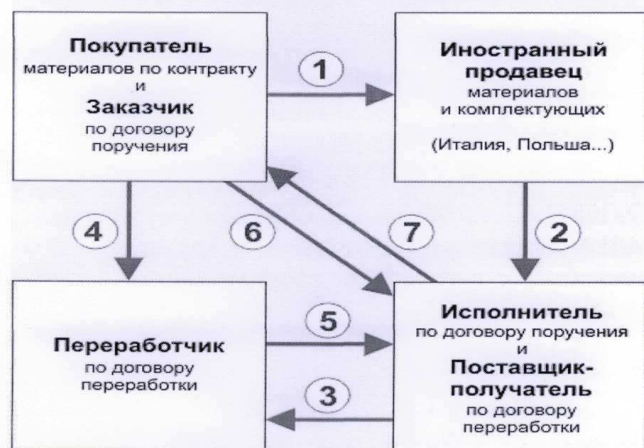 Покупатель
материалов по контракту
и
Заказчик
по договору
поручения
1
Иностранный
продавец
материалов
и комплектующих
(Италия, Польша...)
4
6
7
2
Переработчик
по договору
переработки
5
3
Исполнитель
по договору поручения
и
Поставщик-
получатель
по договору
переработки